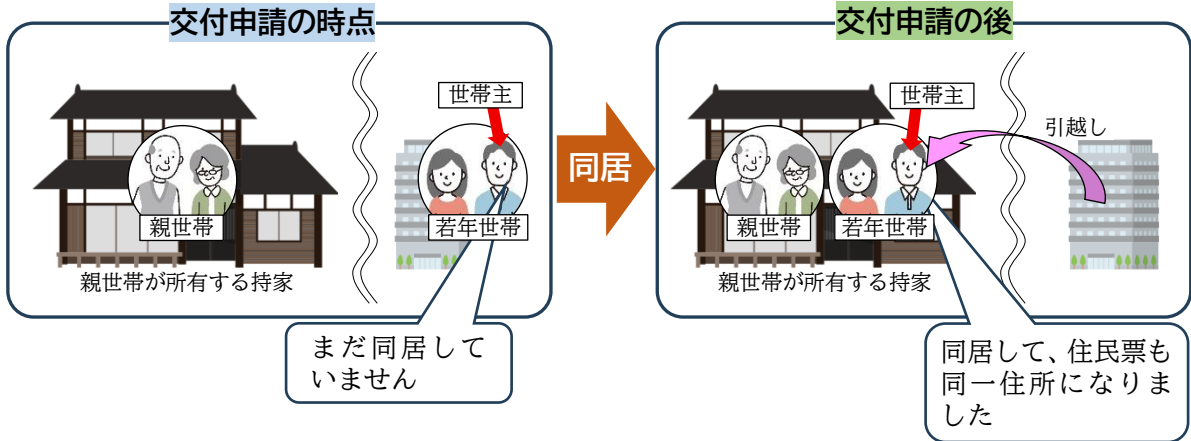 交付申請の時点
世帯主
親世帯
若年世帯
親世帯が所有する持家
まだ同居して
いません
同居
交付申請の後
世帯主
引越し
親世帯
若年世帯
親世帯が所有する持家
同居して、住民票も
同一住所になりま
した